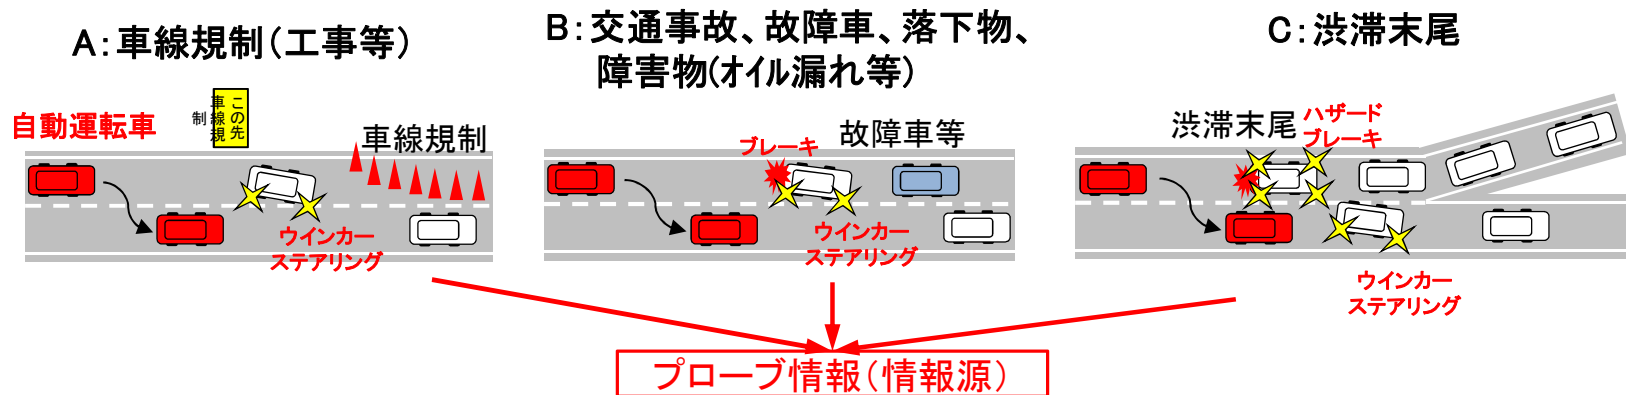 A:車線規制(工事等)
自動運転車
この先
車線規
制
車線規制
ウインカー
ステアリング
B:交通事故、故障車、落下物、
障害物(オイル漏れ等)
ブレーキ
故障車等
ウインカー
ステアリング
C:渋滞末尾
渋滞末尾
ハザード
ブレーキ
ウインカー
ステアリング
プローブ情報(情報源)